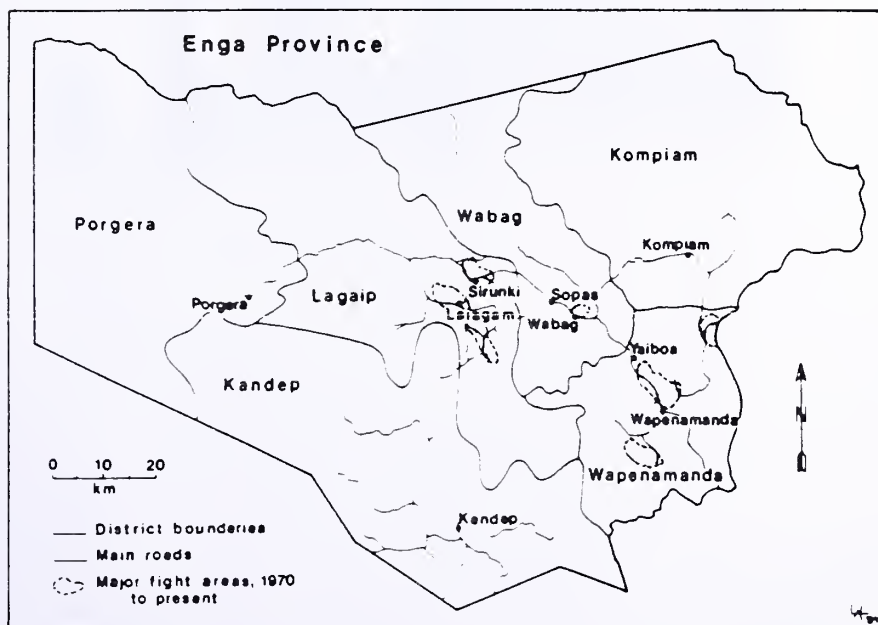 Enga Province
Kompiam
Porgera
Wabag
Kompiam
Sirunki
Sopas
Lagaip
Porgera
Laiagam
Wabag
Yaiboa
Kandep
N
Wapenamanda
Wapenamanda
0 10 20
km
Kandep
District bounderies
Main roads
Major fight areas, 1970
to present